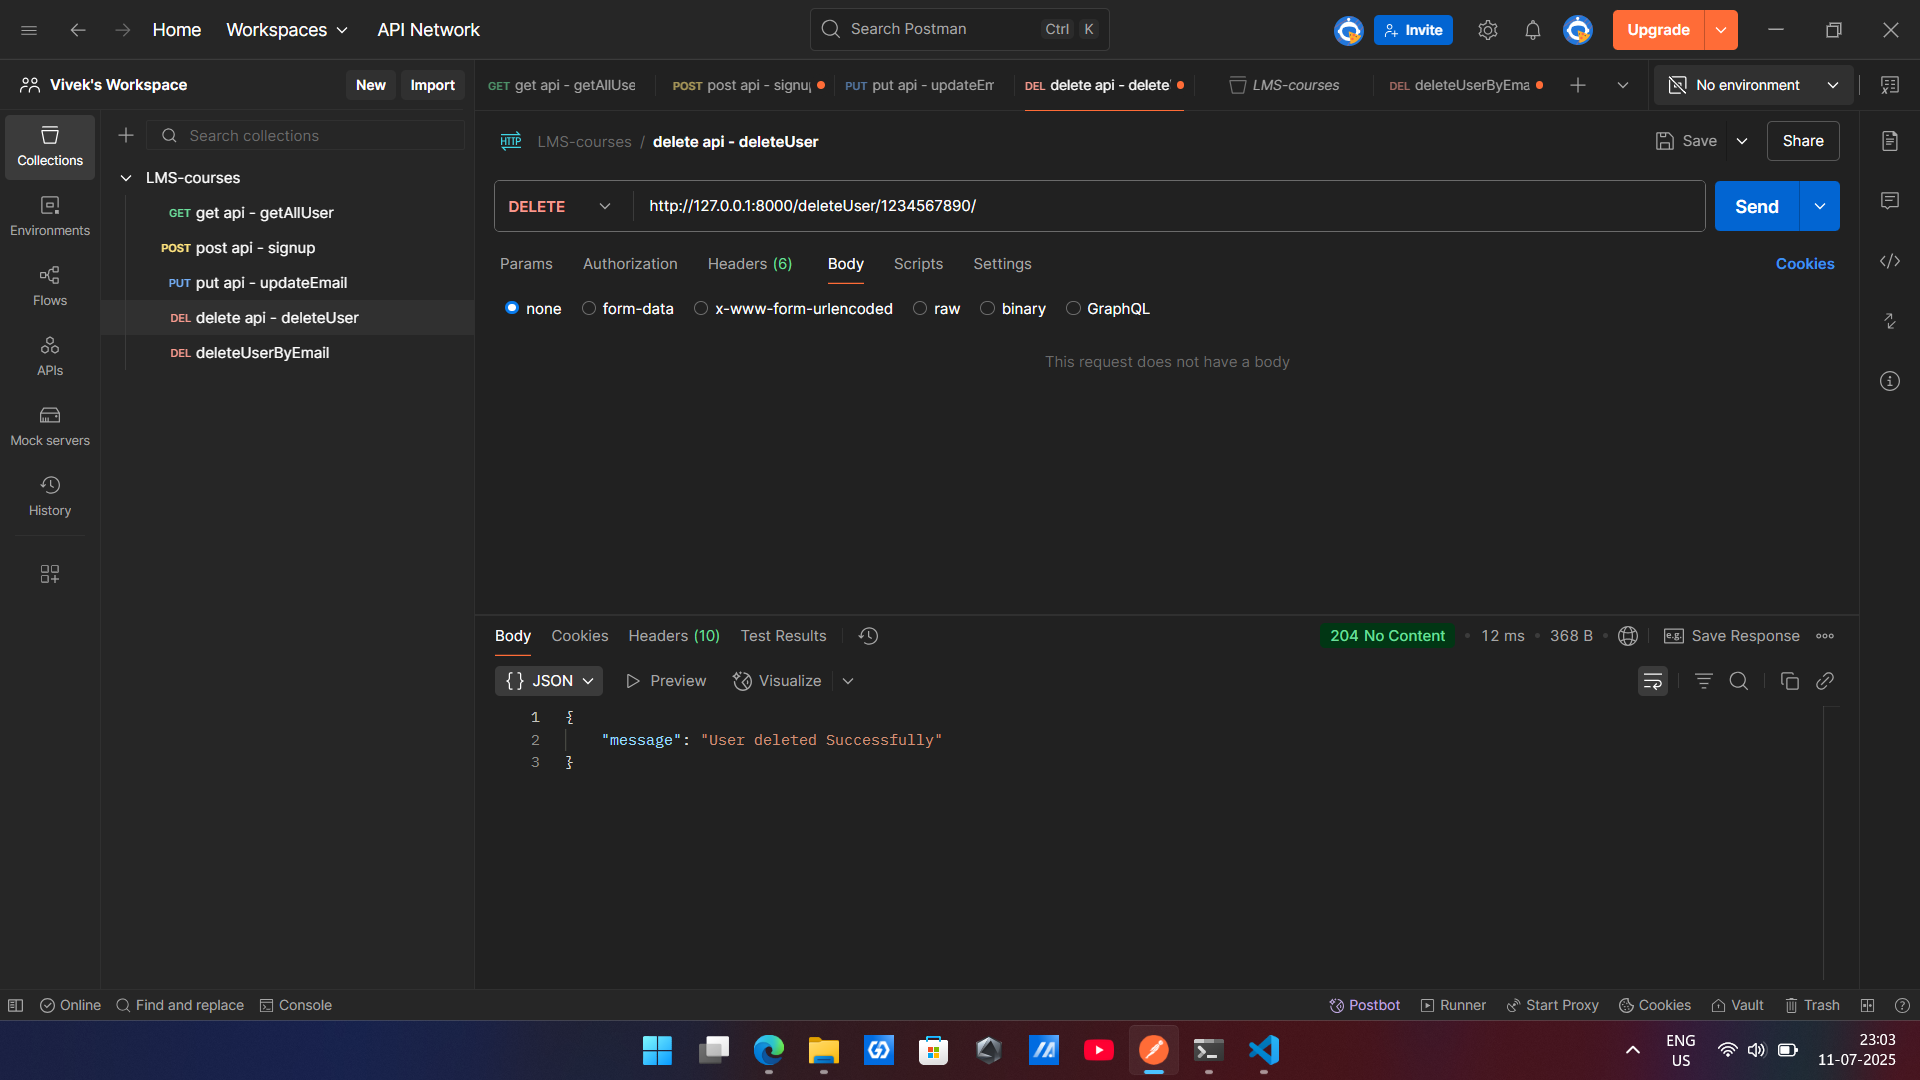 Home
Workspaces
API Network
Search Postman
Ctrl K
Invite
Upgrade
Vivek's Workspace
New
Import
GET get api - getAllUse
POST post api - signu
PUT put api - updateEm
DEL delete api - delete
LMS-courses
DEL deleteUserByEma
No environment
Collections
Environments
Flows
APIs
Mock servers
History
Search collections
LMS-courses
GET get api - getAllUser
POST post api - signup
PUT put api - updateEmail
DEL delete api - deleteUser
DEL deleteUserByEmail
HTTP
LMS-courses / delete api - deleteUser
Save
Share
DELETE
http://127.0.0.1:8000/deleteUser/1234567890/
Send
Params
Authorization
Headers (6)
Body
Scripts
Settings
Cookies
none
form-data
x-www-form-urlencoded
raw
binary
GraphQL
This request does not have a body
Body
Cookies
Headers (10)
Test Results
204 No Content
12 ms
368 B
e.g.
Save Response
{} JSON
Preview
Visualize
1 {
2 "message": "User deleted Successfully"
3 }
Online
Find and replace
Console
Postbot
Runner
Start Proxy
Cookies
Vault
Trash
ENG
US
23:03
11-07-2025